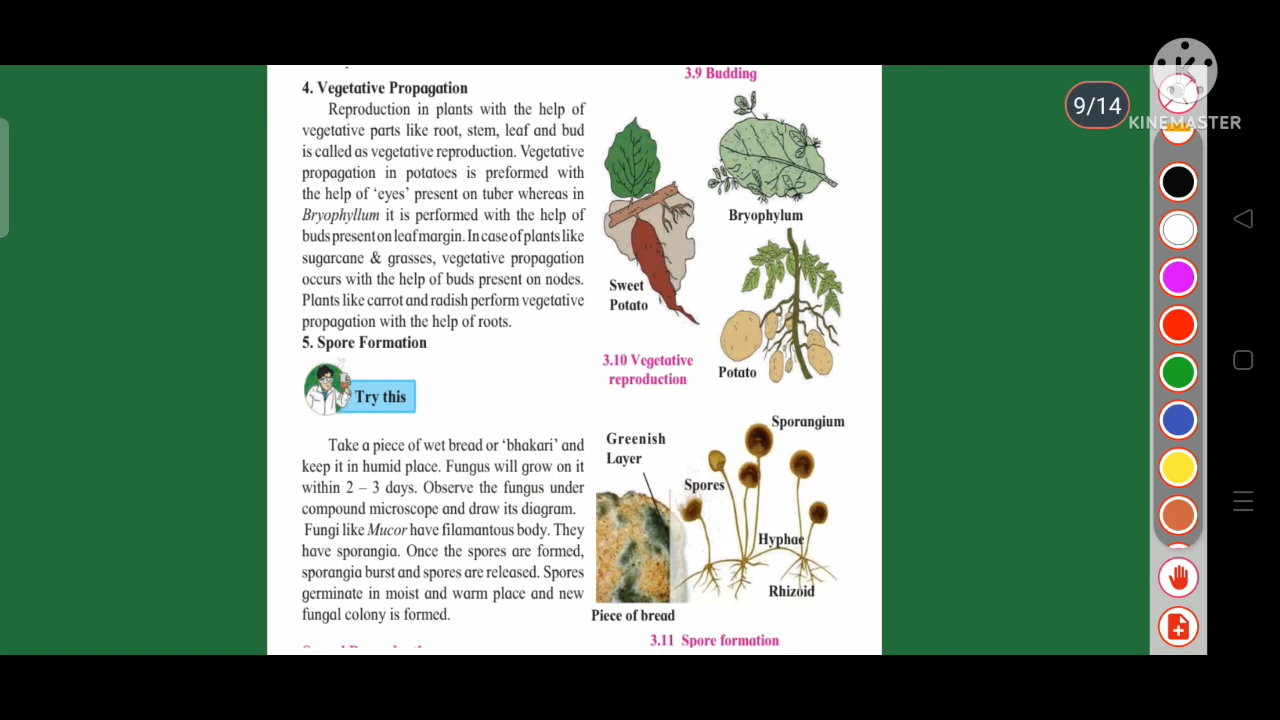 3.9 Budding
4. Vegetative Propagation
Reproduction in plants with the help of
vegetative parts like root, stem, leaf and bud
is called as vegetative reproduction. Vegetative
propagation in potatoes is preformed with
the help of ‘eyes’ present on tuber whereas in
Bryophyllum it is performed with the help of
buds present on leaf margin. In case of plants like
sugarcane & grasses, vegetative propagation
occurs with the help of buds present on nodes.
Plants like carrot and radish perform vegetative
propagation with the help of roots.
Bryophylum
Sweet
Potato
Potato
3.10 Vegetative
reproduction
5. Spore Formation
Try this
Take a piece of wet bread or ‘bhakari’ and
keep it in humid place. Fungus will grow on it
within 2 – 3 days. Observe the fungus under
compound microscope and draw its diagram.
Fungi like Mucor have filamantous body. They
have sporangia. Once the spores are formed,
sporangia burst and spores are released. Spores
germinate in moist and warm place and new
fungal colony is formed.
Sporangium
Greenish
Layer
Spores
Hyphae
Rhizoid
Piece of bread
3.11 Spore formation
9/14
KINEMASTER